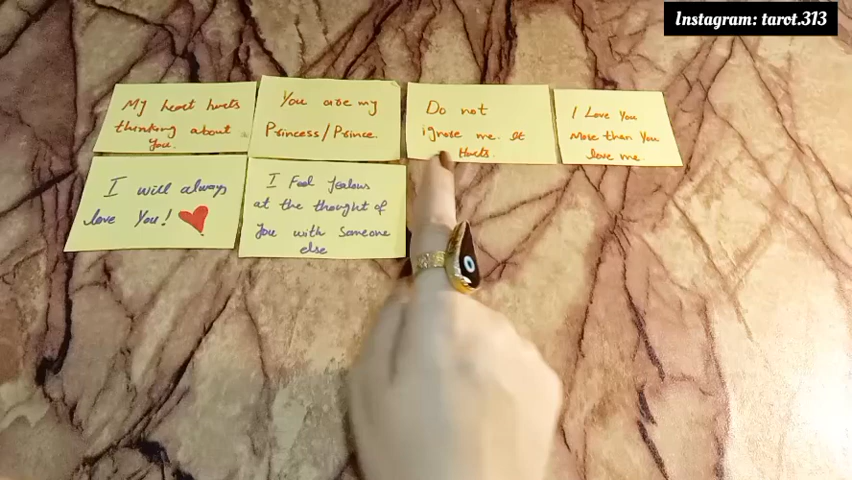 Instagram: tarot.313
My heart hurts
thinking about
you.
You are my
Princess/Prince.
Do not
ignore me. It
Hurts.
I Love You
More than You
love me.
I will always
love You!
I Feel Jealous
at the thought of
you with Someone
else